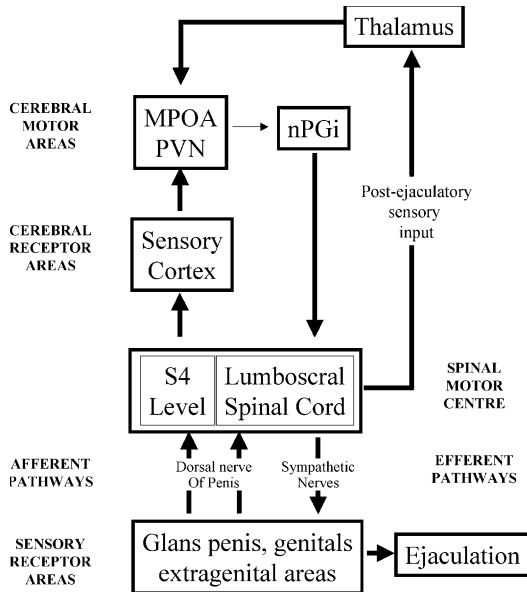 Thalamus
CEREBRAL
MOTOR
AREAS
MPOA
PVN
nPGi
Post-ejaculatory
sensory
input
CEREBRAL
RECEPTOR
AREAS
Sensory
Cortex
S4
Level
Lumboscral
Spinal Cord
SPINAL
MOTOR
CENTRE
AFFERENT
PATHWAYS
Dorsal nerve
Of Penis
Sympathetic
Nerves
EFFERENT
PATHWAYS
SENSORY
RECEPTOR
AREAS
Glans penis, genitals
extragenital areas
Ejaculation